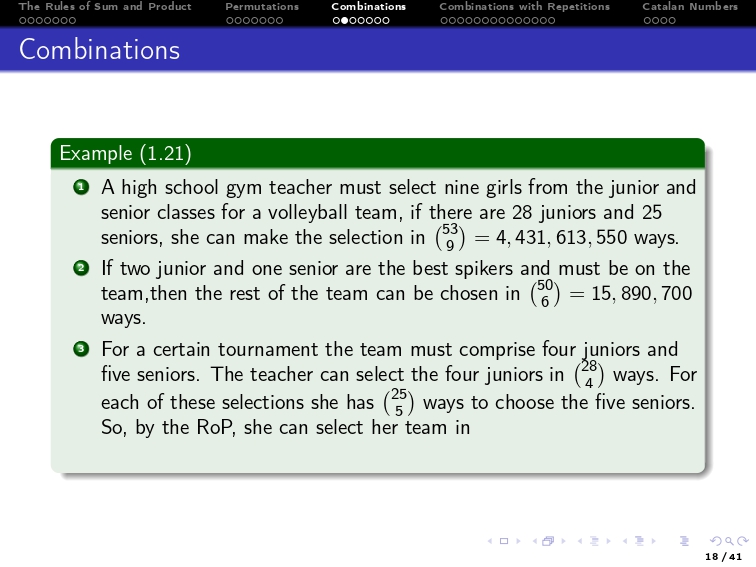 The Rules of Sum and Product Permutations Combinations Combinations with Repetitions Catalan Numbers
Combinations
Example (1.21)
1 A high school gym teacher must select nine girls from the junior and
senior classes for a volleyball team, if there are 28 juniors and 25
seniors, she can make the selection in (53 9) = 4, 431, 613, 550 ways.
2 If two junior and one senior are the best spikers and must be on the
team,then the rest of the team can be chosen in (50 6) = 15, 890, 700
ways.
3 For a certain tournament the team must comprise four juniors and
five seniors. The teacher can select the four juniors in (28 4) ways. For
each of these selections she has (25 5) ways to choose the five seniors.
So, by the RoP, she can select her team in
18 / 41